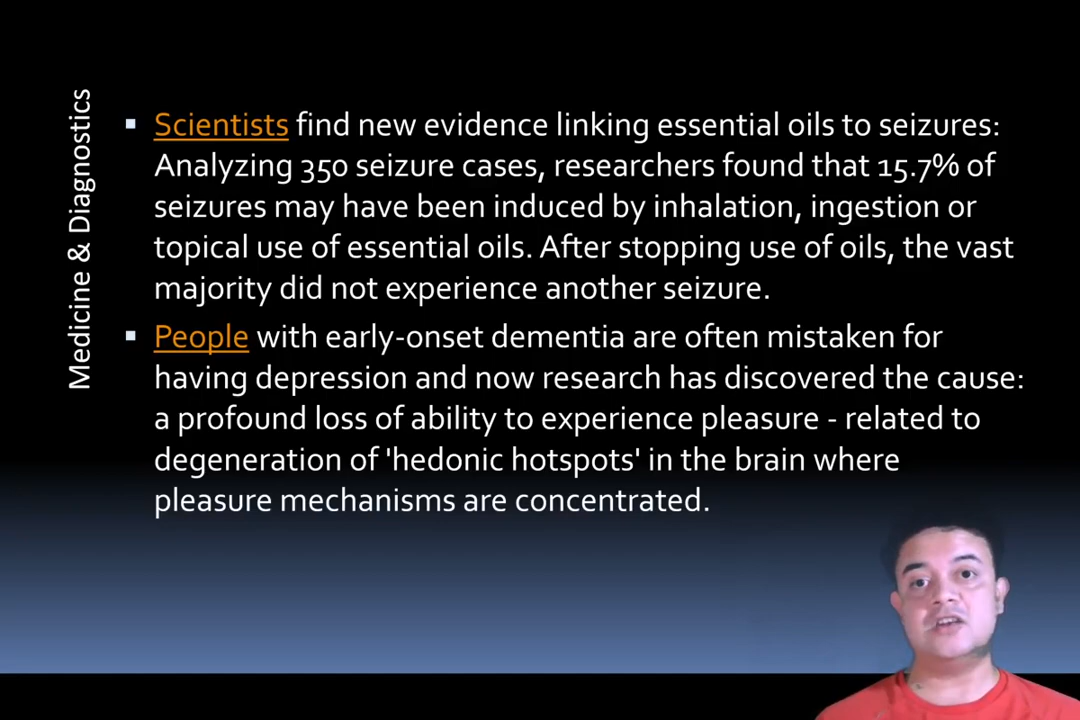 Medicine & Diagnostics
Scientists find new evidence linking essential oils to seizures:
Analyzing 350 seizure cases, researchers found that 15.7% of
seizures may have been induced by inhalation, ingestion or
topical use of essential oils. After stopping use of oils, the vast
majority did not experience another seizure.
People with early-onset dementia are often mistaken for
having depression and now research has discovered the cause:
a profound loss of ability to experience pleasure - related to
degeneration of 'hedonic hotspots' in the brain where
pleasure mechanisms are concentrated.